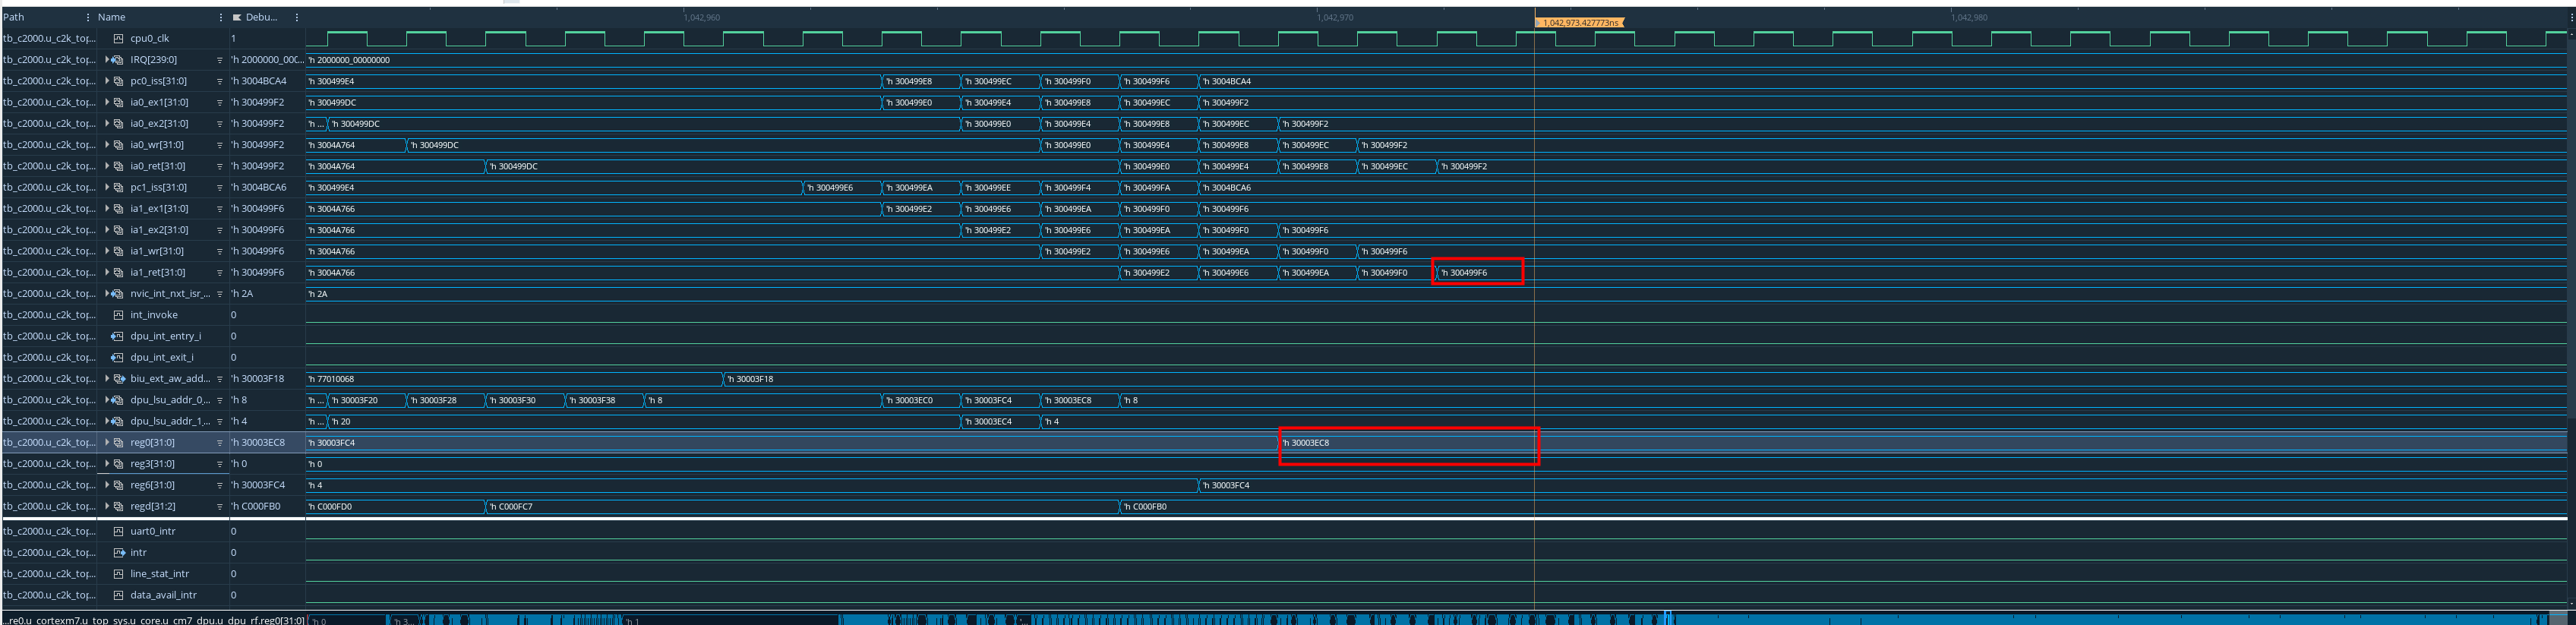 Path Name Debu...
1,042,960 1,042,970 1,042,973.427773ns 1,042,980
tb_c2000.u_c2k_top... cpu0_clk 1
tb_c2000.u_c2k_top... IRQ[239:0] 'h 2000000_00C... 'h 2000000_00000000
tb_c2000.u_c2k_top... pc0_iss[31:0] 'h 3004BCA4 'h 300499E4 'h 300499E8 'h 300499EC 'h 300499F0 'h 300499F6 'h 3004BCA4
tb_c2000.u_c2k_top... ia0_ex1[31:0] 'h 300499F2 'h 300499DC 'h 300499E0 'h 300499E4 'h 300499E8 'h 300499EC 'h 300499F2
tb_c2000.u_c2k_top... ia0_ex2[31:0] 'h 300499F2 'h ... 'h 300499DC 'h 300499E0 'h 300499E4 'h 300499E8 'h 300499EC 'h 300499F2
tb_c2000.u_c2k_top... ia0_wr[31:0] 'h 300499F2 'h 3004A764 'h 300499DC 'h 300499E0 'h 300499E4 'h 300499E8 'h 300499EC 'h 300499F2
tb_c2000.u_c2k_top... ia0_ret[31:0] 'h 300499F2 'h 3004A764 'h 300499DC 'h 300499E0 'h 300499E4 'h 300499E8 'h 300499EC 'h 300499F2
tb_c2000.u_c2k_top... pc1_iss[31:0] 'h 3004BCA6 'h 300499E4 'h 300499E6 'h 300499EA 'h 300499EE 'h 300499F4 'h 300499FA 'h 3004BCA6
tb_c2000.u_c2k_top... ia1_ex1[31:0] 'h 300499F6 'h 3004A766 'h 300499E2 'h 300499E6 'h 300499EA 'h 300499F0 'h 300499F6
tb_c2000.u_c2k_top... ia1_ex2[31:0] 'h 300499F6 'h 3004A766 'h 300499E2 'h 300499E6 'h 300499EA 'h 300499F0 'h 300499F6
tb_c2000.u_c2k_top... ia1_wr[31:0] 'h 300499F6 'h 3004A766 'h 300499E2 'h 300499E6 'h 300499EA 'h 300499F0 'h 300499F6
tb_c2000.u_c2k_top... ia1_ret[31:0] 'h 300499F6 'h 3004A766 'h 300499E2 'h 300499E6 'h 300499EA 'h 300499F0 'h 300499F6
tb_c2000.u_c2k_top... nvic_int_nxt_isr_... 'h 2A 'h 2A
tb_c2000.u_c2k_top... int_invoke 0
tb_c2000.u_c2k_top... dpu_int_entry_i 0
tb_c2000.u_c2k_top... dpu_int_exit_i 0
tb_c2000.u_c2k_top... biu_ext_aw_add... 'h 30003F18 'h 77010068 'h 30003F18
tb_c2000.u_c2k_top... dpu_lsu_addr_0_... 'h 8 'h ... 'h 30003F20 'h 30003F28 'h 30003F30 'h 30003F38 'h 8 'h 30003EC0 'h 30003FC4 'h 30003EC8 'h 8
tb_c2000.u_c2k_top... dpu_lsu_addr_1_... 'h 4 'h ... 'h 20 'h 30003EC4 'h 4
tb_c2000.u_c2k_top... reg0[31:0] 'h 30003EC8 'h 30003FC4 'h 30003EC8
tb_c2000.u_c2k_top... reg3[31:0] 'h 0 'h 0
tb_c2000.u_c2k_top... reg6[31:0] 'h 30003FC4 'h 4 'h 30003FC4
tb_c2000.u_c2k_top... regd[31:2] 'h C000FB0 'h C000FD0 'h C000FC7 'h C000FB0
tb_c2000.u_c2k_top... uart0_intr 0
tb_c2000.u_c2k_top... intr 0
tb_c2000.u_c2k_top... line_stat_intr 0
tb_c2000.u_c2k_top... data_avail_intr 0
...re0.u_cortexm7.u_top_sys.u_core.u_cm7_dpu.u_dpu_rf.reg0[31:0] 'h 0 'h 3... 'h 1